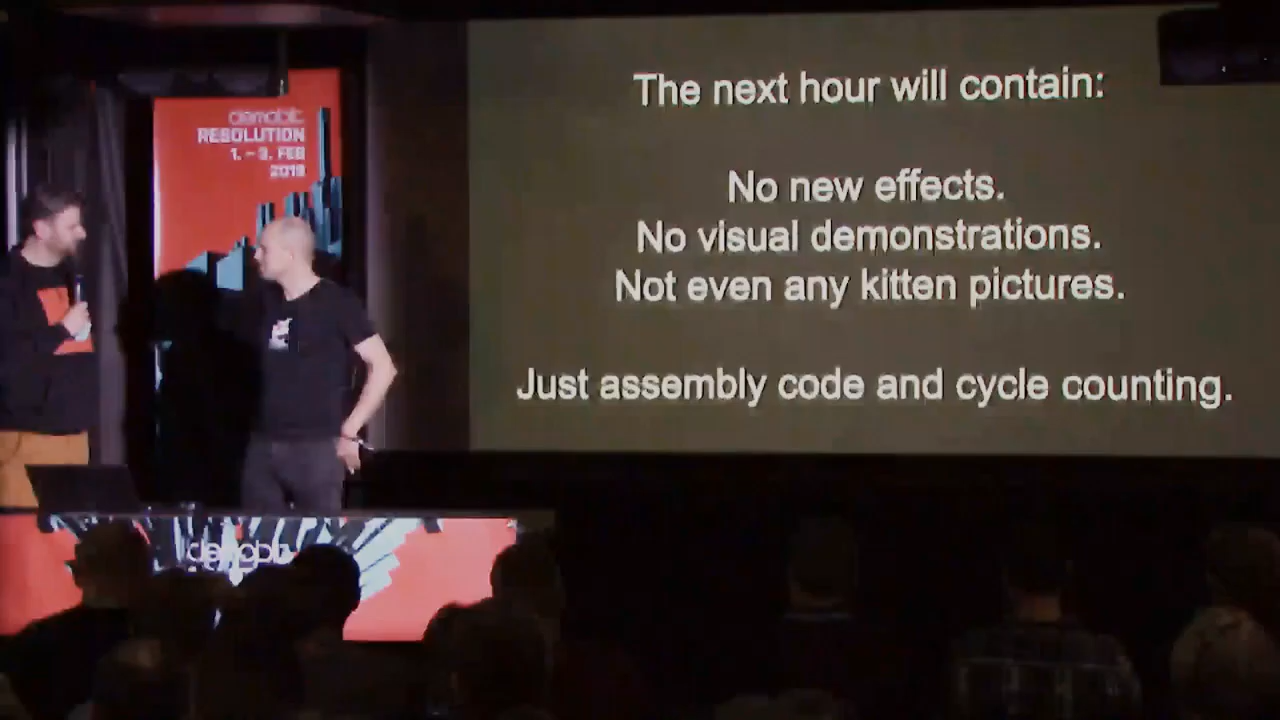 demobit
RESOLUTION
1. – 3. FEB
2019
The next hour will contain:
No new effects.
No visual demonstrations.
Not even any kitten pictures.
Just assembly code and cycle counting.
demobit